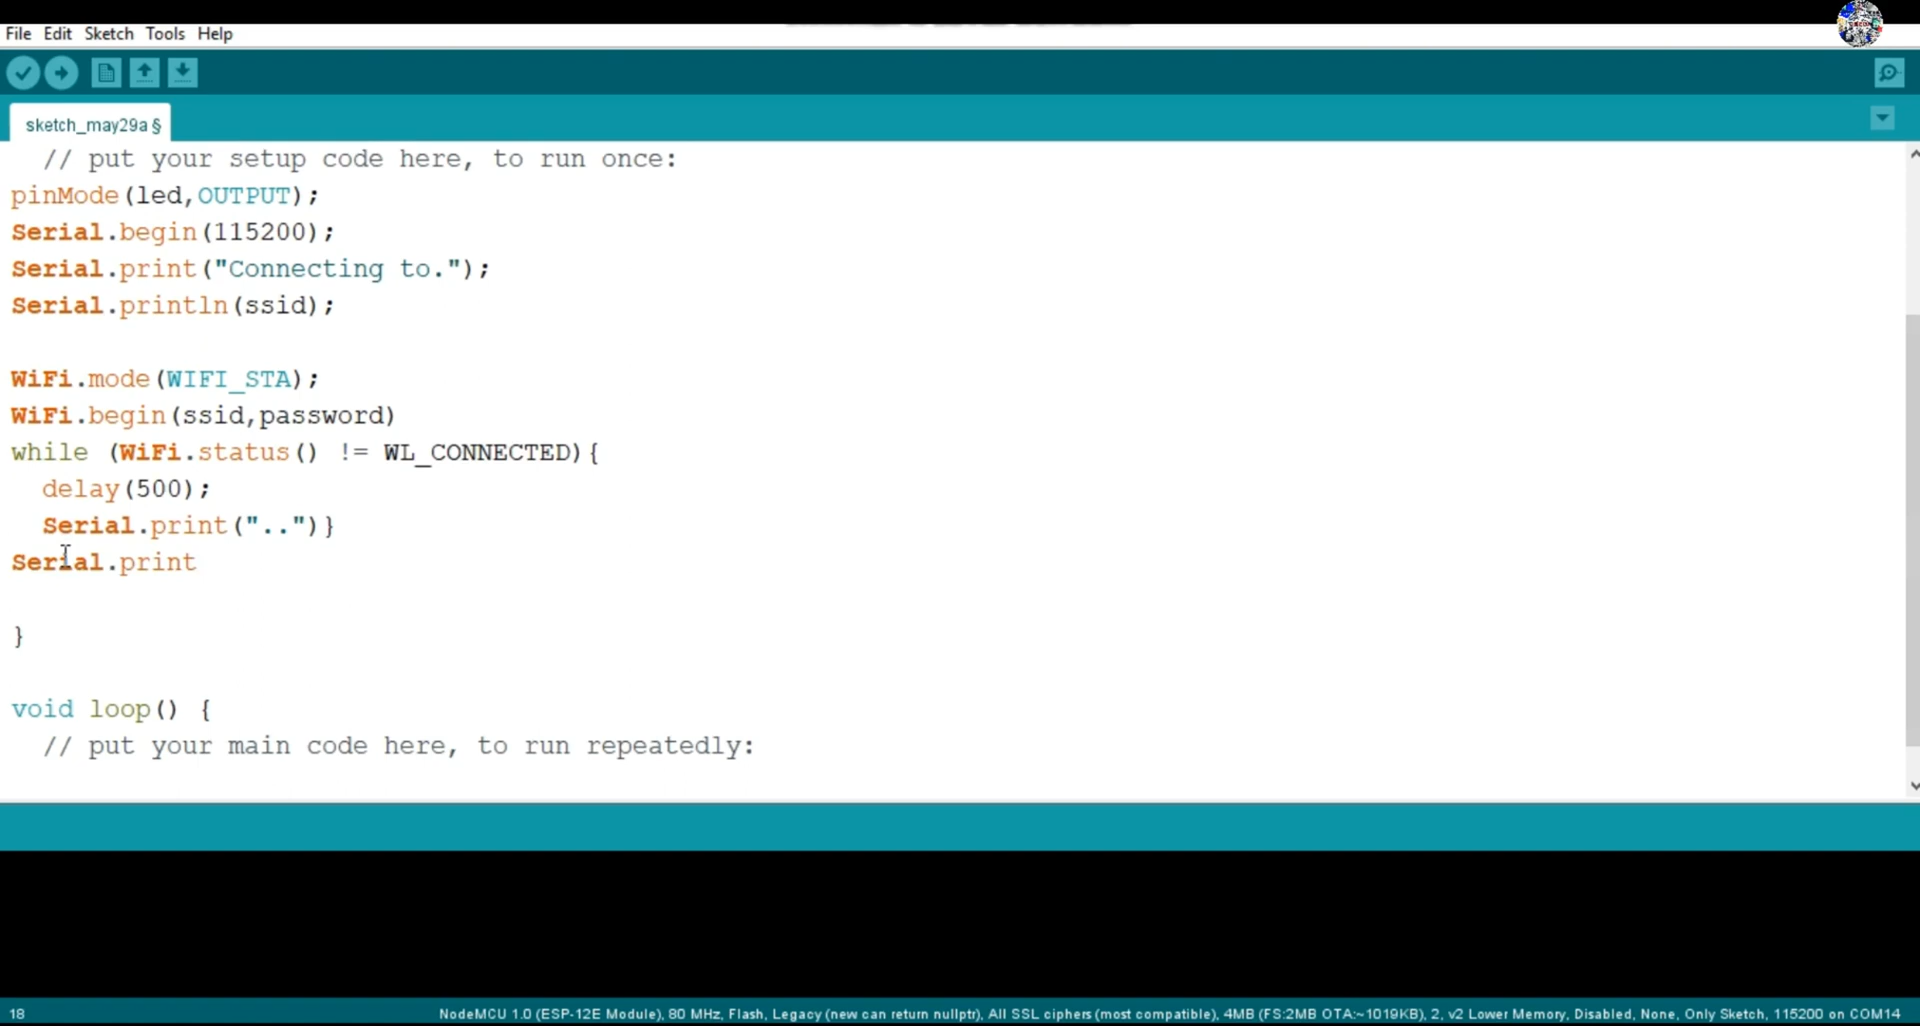 File Edit Sketch Tools Help
sketch_may29a §
// put your setup code here, to run once:
pinMode(led,OUTPUT);
Serial.begin(115200);
Serial.print("Connecting to.");
Serial.println(ssid);
WiFi.mode(WIFI_STA);
WiFi.begin(ssid,password)
while (WiFi.status() != WL_CONNECTED){
delay(500);
Serial.print("..")}
Serial.print
}
void loop() {
// put your main code here, to run repeatedly:
18 NodeMCU 1.0 (ESP-12E Module), 80 MHz, Flash, Legacy (new can return nullptr), All SSL ciphers (most compatible), 4MB (FS:2MB OTA:~1019KB), 2, v2 Lower Memory, Disabled, None, Only Sketch, 115200 on COM14